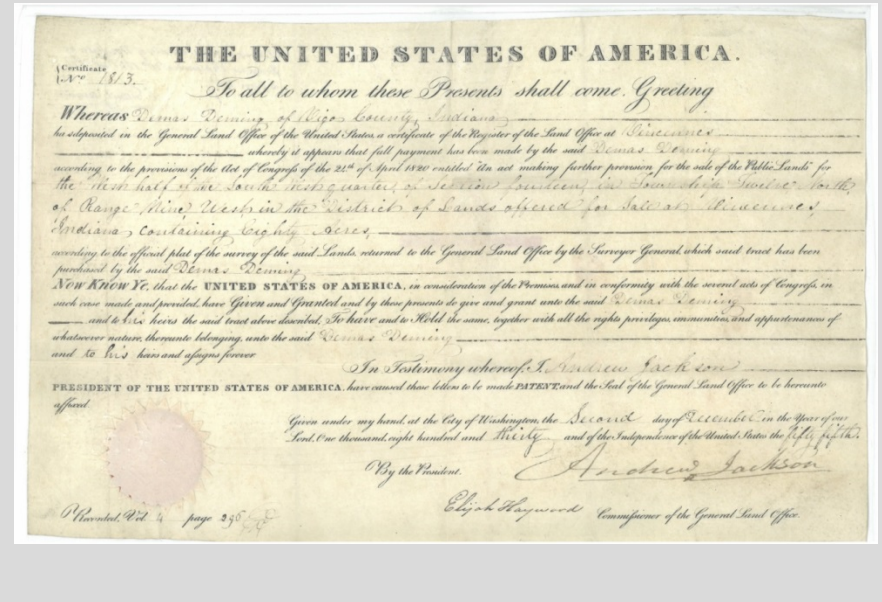 THE UNITED STATES OF AMERICA.
Certificate
No. 1813.
To all to whom these Presents shall come, Greeting
Whereas Demas Deming, of Vigo County, Indiana
has deposited in the General Land Office of the United States, a certificate of the Register of the Land Office at Vincennes
whereby it appears that full payment has been made by the said Demas Deming
according to the provisions of the Act of Congress of the 24th of April 1820 entitled "An act making further provision for the sale of the Public Lands" for
the West half of the South West quarter, of Section fourteen, in Township Twelve North,
of Range Nine, West in the District of Lands offered for Sale at Vincennes,
Indiana, containing Eighty Acres,
according to the official plat of the survey of the said Lands, returned to the General Land Office by the Surveyor General, which said tract has been
purchased by the said Demas Deming
Now Know Ye, that the UNITED STATES OF AMERICA, in consideration of the Premises, and in conformity with the several acts of Congress, in
such case made and provided, have Given and Granted and by these presents do give and grant unto the said Demas Deming
and to his heirs the said tract above described; To have and to Hold the same, together with all the rights privileges, immunities, and appurtenances of
whatsoever nature, thereunto belonging, unto the said Demas Deming
and to his heirs and assigns forever
In Testimony whereof, I, Andrew Jackson
PRESIDENT OF THE UNITED STATES OF AMERICA, have caused these letters to be made PATENT, and the Seal of the General Land Office to be hereunto
affixed.
Given under my hand, at the City of Washington, the Second day of December in the Year of our
Lord, One thousand, eight hundred and thirty and of the Independence of the United States the fifty fifth.
By the President.
Andrew Jackson
Elijah Hayward Commissioner of the General Land Office.
Recorded, Vol 4 page